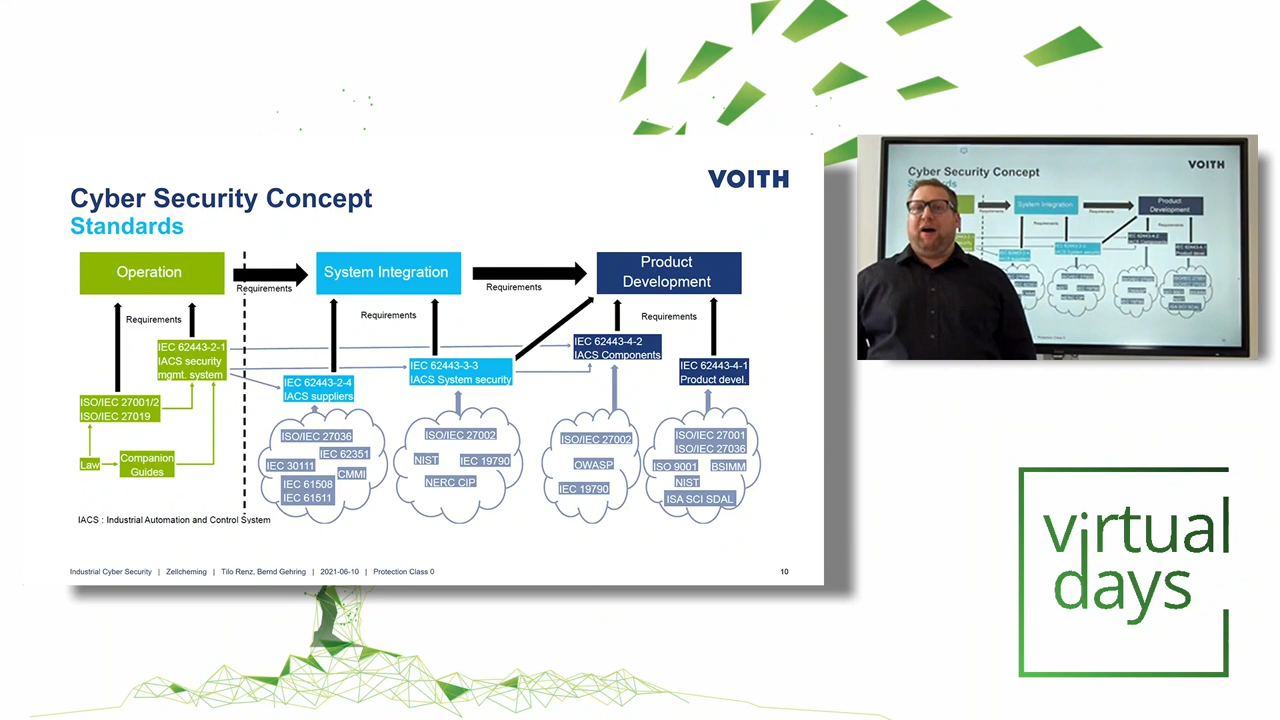 VOITH
Cyber Security Concept
Standards
Operation
System Integration
Product
Development
Requirements
Requirements
Requirements
Requirements
Requirements
IEC 62443-2-1
IACS security
mgmt. system
IEC 62443-4-2
IACS Components
IEC 62443-3-3
IACS System security
IEC 62443-4-1
Product devel.
IEC 62443-2-4
IACS suppliers
ISO/IEC 27001/2
ISO/IEC 27019
Law
Companion
Guides
ISO/IEC 27036
IEC 62351
IEC 30111
CMMI
IEC 61508
IEC 61511
ISO/IEC 27002
NIST
IEC 19790
NERC CIP
ISO/IEC 27002
OWASP
IEC 19790
ISO/IEC 27001
ISO/IEC 27036
ISO 9001
BSIMM
NIST
ISA SCI SDAL
IACS : Industrial Automation and Control System
Industrial Cyber Security | Zellcheming | Tilo Renz, Bernd Gehring | 2021-06-10 | Protection Class 0
10
VOITH
Cyber Security Concept
System Integration
Product
Development
Requirements
Requirements
Requirements
virtual
days